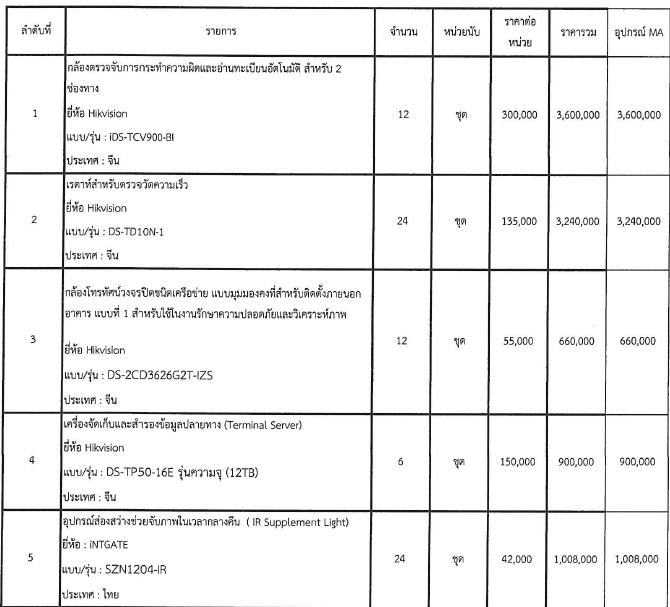 ลำดับที่ รายการ จำนวน หน่วยนับ ราคาต่อหน่วย ราคารวม อุปกรณ์ MA
กล้องตรวจจับการกระทำความผิดและอ่านทะเบียนอัตโนมัติ สำหรับ 2
ช่องทาง
1 ยี่ห้อ Hikvision 12 ชุด 300,000 3,600,000 3,600,000
แบบ/รุ่น : iDS-TCV900-BI
ประเทศ : จีน
เรดาห์สำหรับตรวจวัดความเร็ว
2 ยี่ห้อ Hikvision 24 ชุด 135,000 3,240,000 3,240,000
แบบ/รุ่น : DS-TD10N-1
ประเทศ : จีน
กล้องโทรทัศน์วงจรปิดชนิดเครือข่าย แบบมุมมองคงที่สำหรับติดตั้งภายนอก
อาคาร แบบที่ 1 สำหรับใช้ในงานรักษาความปลอดภัยและวิเคราะห์ภาพ
3 ยี่ห้อ Hikvision 12 ชุด 55,000 660,000 660,000
แบบ/รุ่น : DS-2CD3626G2T-IZS
ประเทศ : จีน
เครื่องจัดเก็บและสำรองข้อมูลปลายทาง (Terminal Server)
4 ยี่ห้อ Hikvision 6 ชุด 150,000 900,000 900,000
แบบ/รุ่น : DS-TP50-16E รุ่นความจุ (12TB)
ประเทศ : จีน
อุปกรณ์ส่องสว่างช่วยจับภาพในเวลากลางคืน ( IR Supplement Light)
5 ยี่ห้อ : iNTGATE 24 ชุด 42,000 1,008,000 1,008,000
แบบ/รุ่น : SZN1204-IR
ประเทศ : ไทย